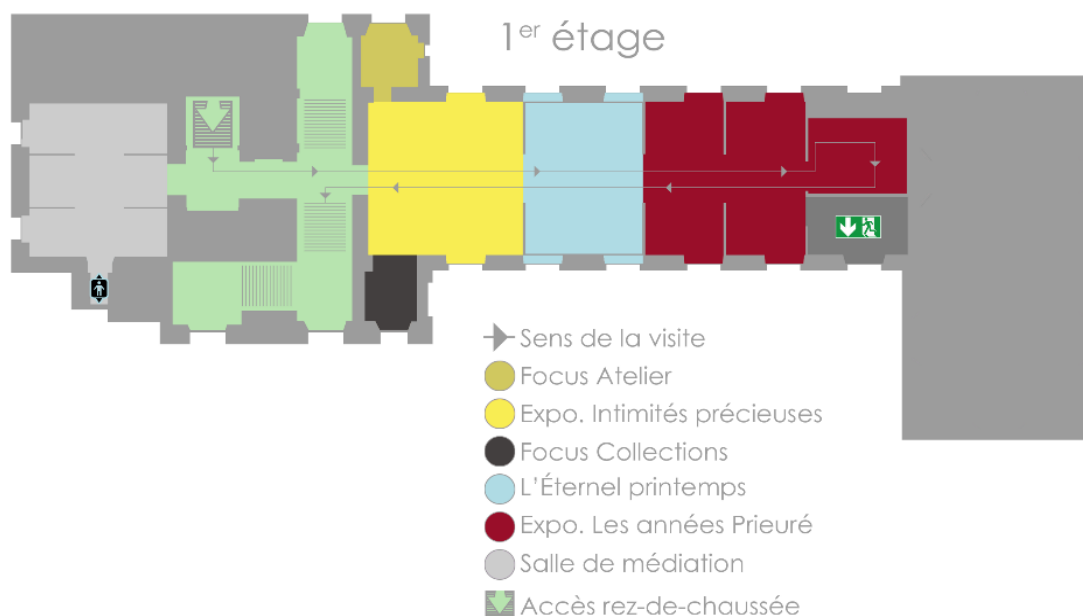 1er étage
Sens de la visite
Focus Atelier
Expo. Intimités précieuses
Focus Collections
L'Éternel printemps
Expo. Les années Prieuré
Salle de médiation
Accès rez-de-chaussée